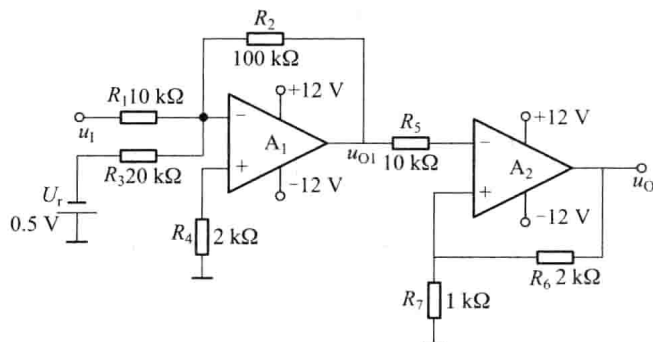 R2
100 kΩ
+12 V
R1 10 kΩ
uI
−
A1
+
−12 V
uO1
R5
10 kΩ
+12 V
−
A2
+
−12 V
uO
R3 20 kΩ
Ur
0.5 V
R4
2 kΩ
R6 2 kΩ
R7
1 kΩ